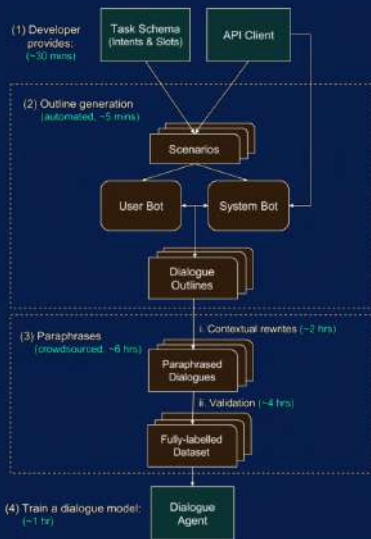 (1) Developer
provides:
(~30 mins)
Task Schema
(Intents & Slots)
API Client
(2) Outline generation
(automated, ~5 mins)
Scenarios
User Bot
System Bot
Dialogue
Outlines
i. Contextual rewrites (~2 hrs)
(3) Paraphrases
(crowdsourced, ~6 hrs)
Paraphrased
Dialogues
ii. Validation (~4 hrs)
Fully-labelled
Dataset
(4) Train a dialogue model:
(~1 hr)
Dialogue
Agent